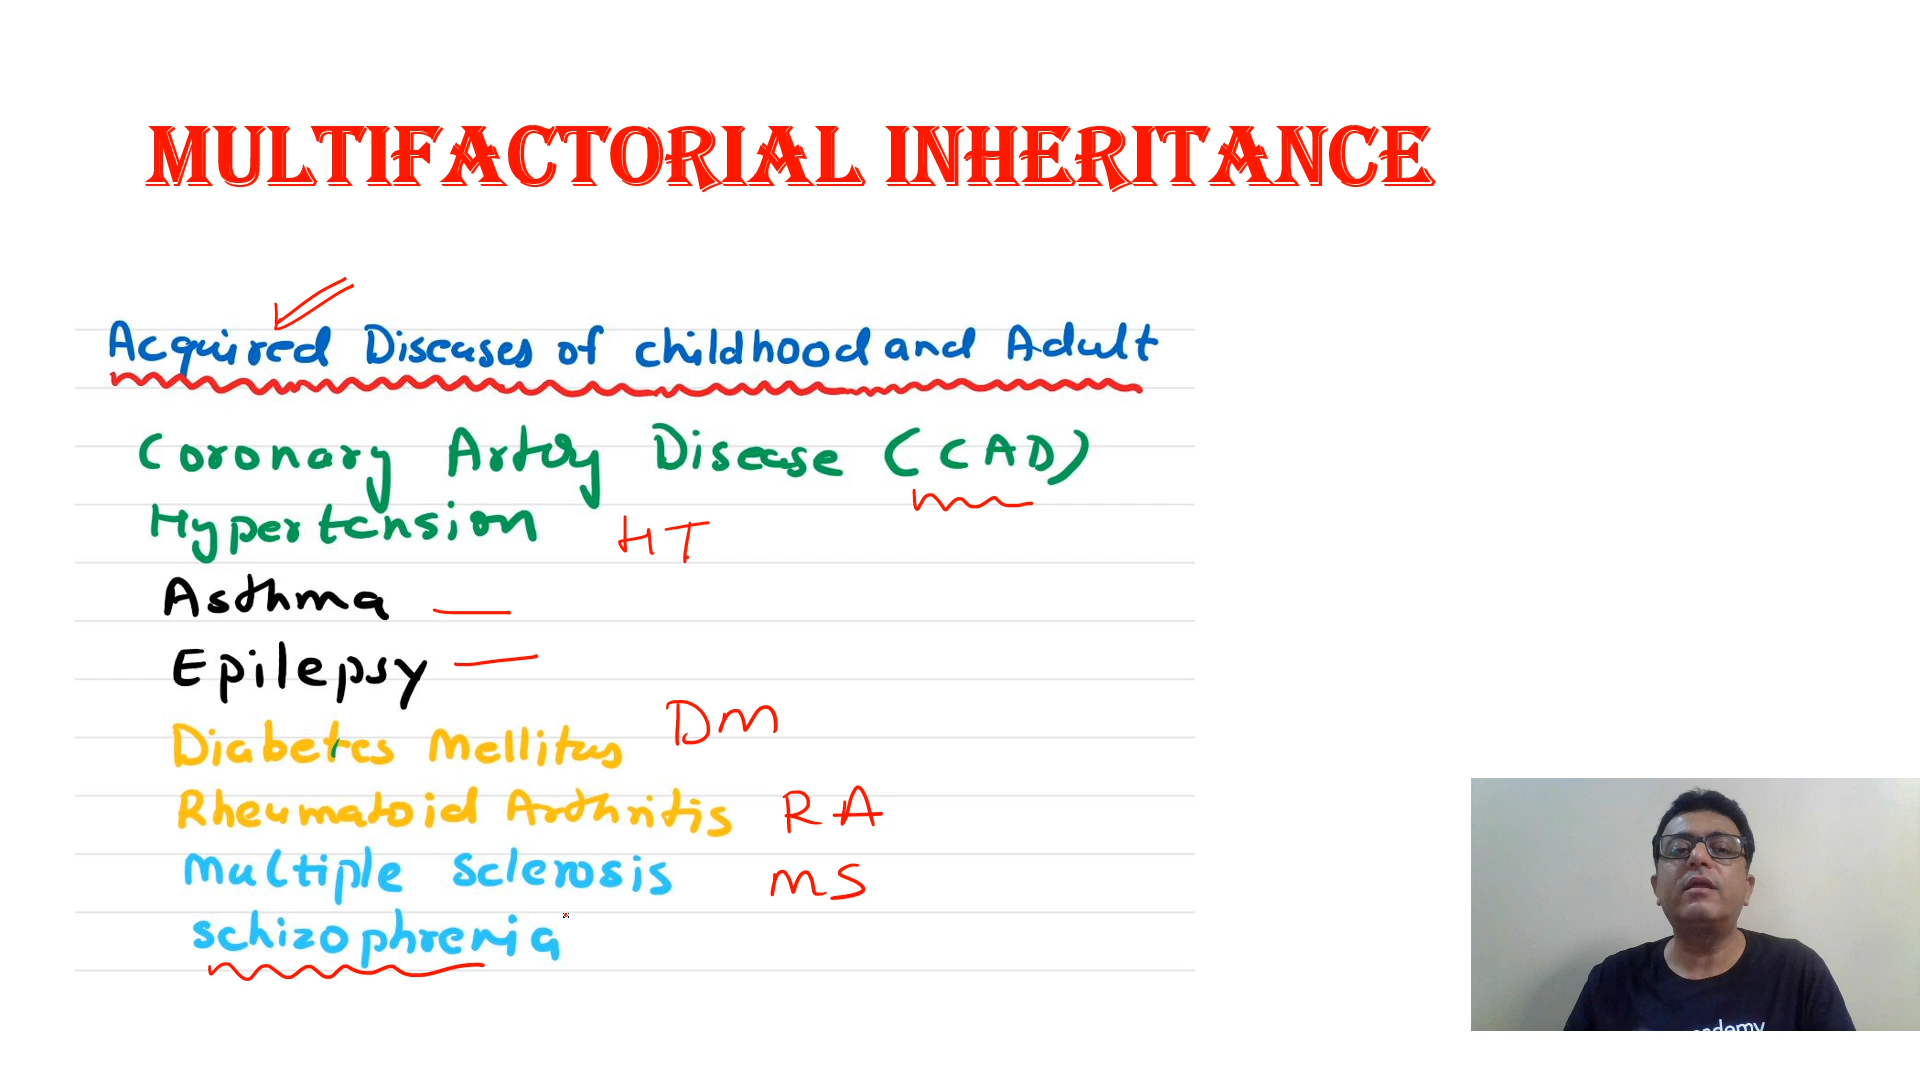 MULTIFACTORIAL INHERITANCE
Acquired Diseases of childhood and Adult
Coronary Artery Disease (CAD)
Hypertension HT
Asthma
Epilepsy
Diabetes Mellitus DM
Rheumatoid Arthritis RA
Multiple Sclerosis MS
Schizophrenia